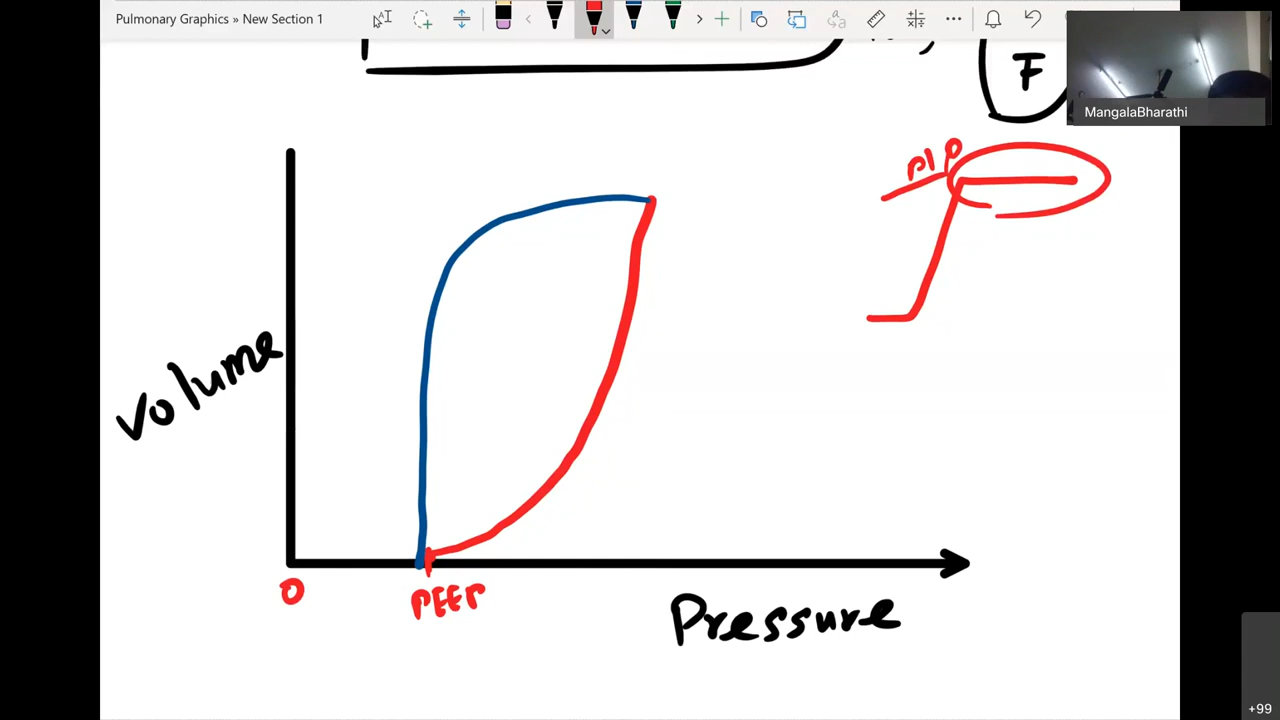 Pulmonary Graphics » New Section 1
MangalaBharathi
F
PIP
Volume
0
PEEP
Pressure
+99